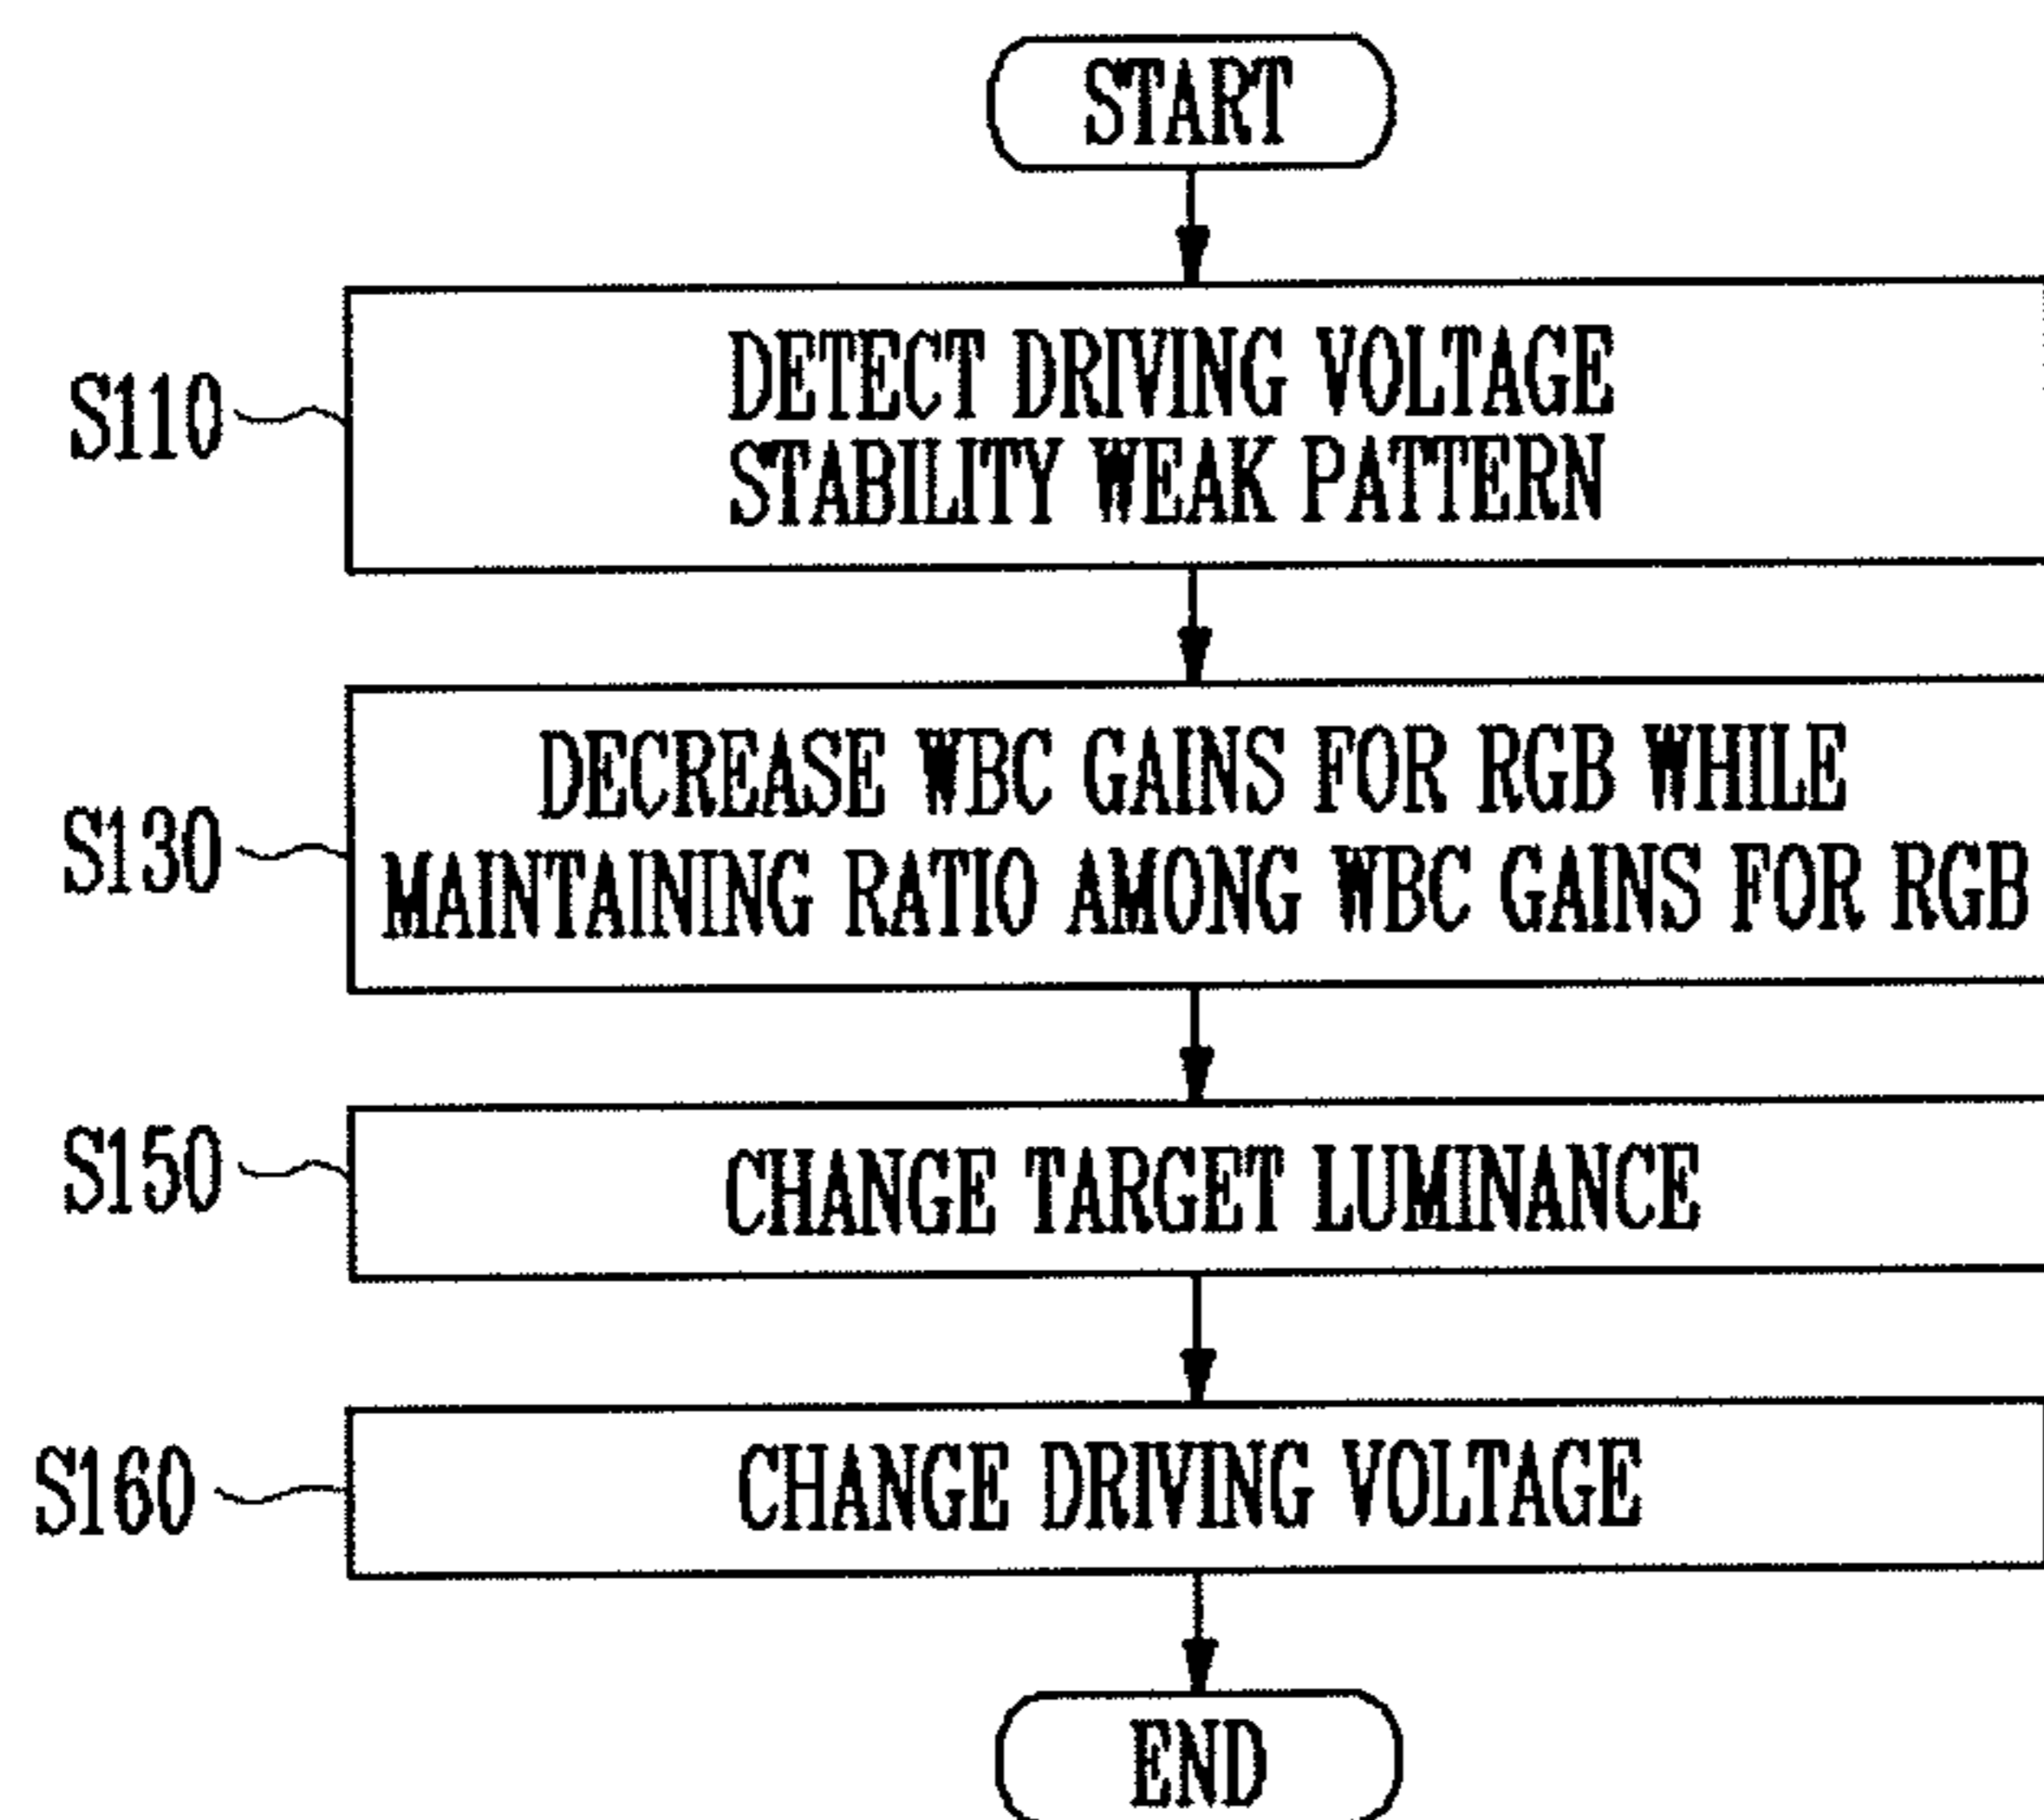 START
S110
DETECT DRIVING VOLTAGE
STABILITY WEAK PATTERN
S130
DECREASE WBC GAINS FOR RGB WHILE
MAINTAINING RATIO AMONG WBC GAINS FOR RGB
S150
CHANGE TARGET LUMINANCE
S160
CHANGE DRIVING VOLTAGE
END